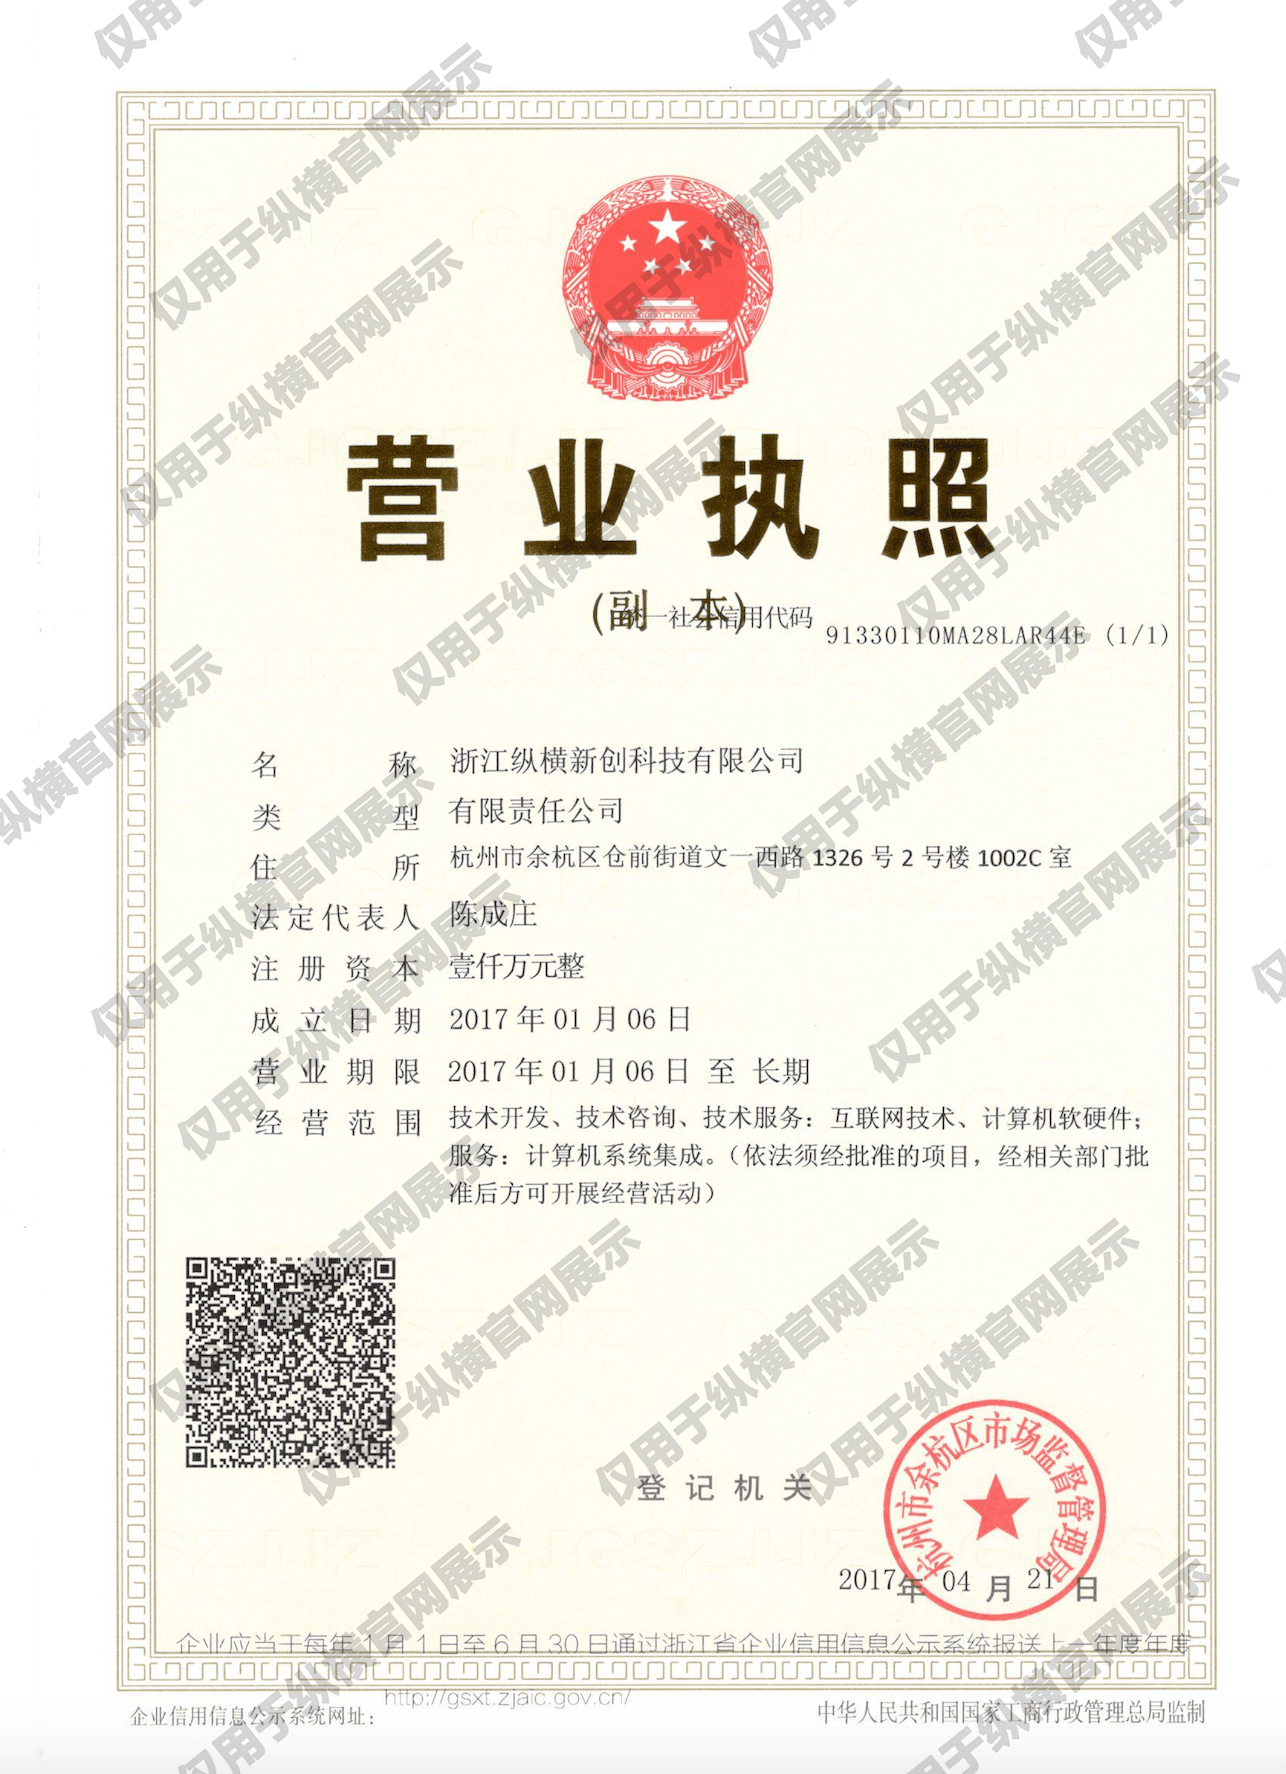 仅用于纵横官网展示
营业执照
(副 本)
统一社会信用代码 91330110MA28LAR44E (1/1)
名 称 浙江纵横新创科技有限公司
类 型 有限责任公司
住 所 杭州市余杭区仓前街道文一西路 1326 号 2 号楼 1002C 室
法定代表人 陈成庄
注 册 资 本 壹仟万元整
成 立 日 期 2017 年 01 月 06 日
营 业 期 限 2017 年 01 月 06 日 至 长期
经 营 范 围 技术开发、技术咨询、技术服务：互联网技术、计算机软硬件；
服务：计算机系统集成。（依法须经批准的项目，经相关部门批
准后方可开展经营活动）
登 记 机 关
杭州市余杭区市场监督管理局
2017 年 04 月 21 日
企业应当于每年 1 月 1 日至 6 月 30 日通过浙江省企业信用信息公示系统报送上一年度年度
http://gsxt.zjaic.gov.cn/
企业信用信息公示系统网址：
中华人民共和国国家工商行政管理总局监制